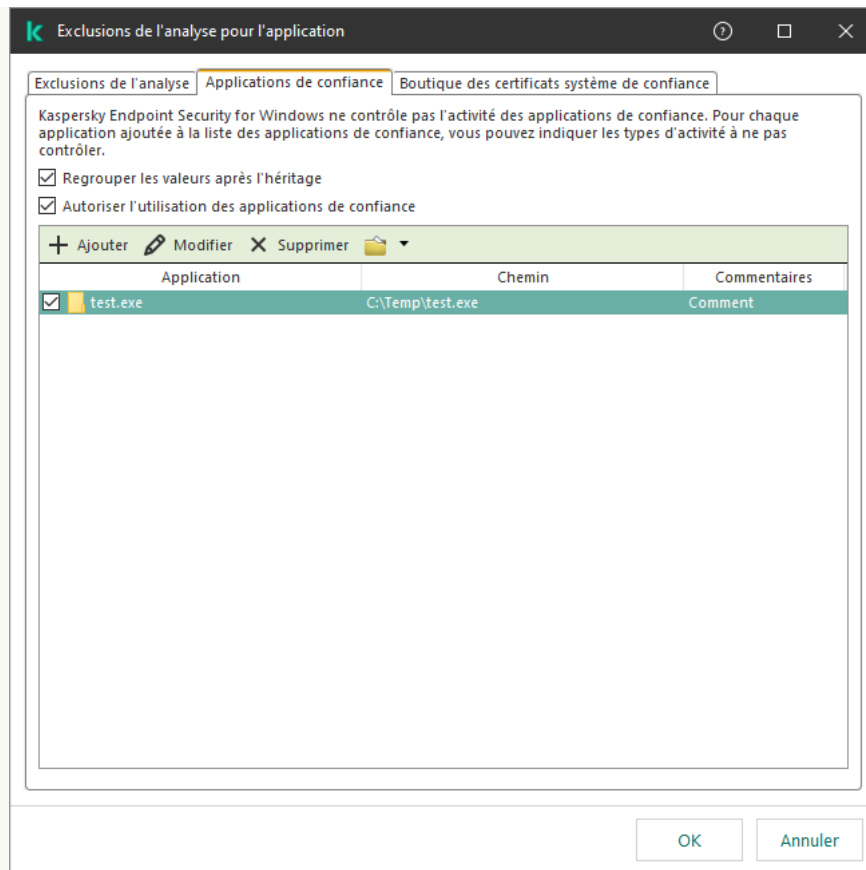 Exclusions de l'analyse pour l'application
Exclusions de l'analyse Applications de confiance Boutique des certificats système de confiance
Kaspersky Endpoint Security for Windows ne contrôle pas l'activité des applications de confiance. Pour chaque
application ajoutée à la liste des applications de confiance, vous pouvez indiquer les types d'activité à ne pas
contrôler.
Regrouper les valeurs après l'héritage
Autoriser l'utilisation des applications de confiance
Ajouter Modifier Supprimer
Application Chemin Commentaires
test.exe C:\Temp\test.exe Comment
OK Annuler